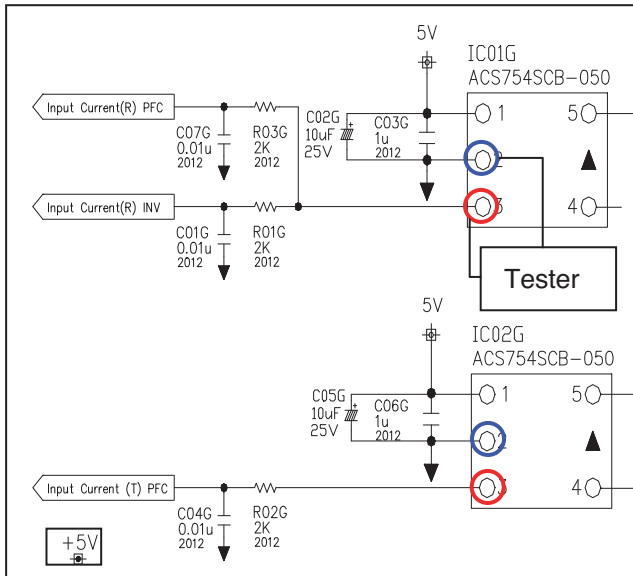 5V
IC01G
ACS754SCB-050
Input Current(R) PFC
C07G
0.01u
2012
R03G
2K
2012
C02G
10uF
25V
+
C03G
1u
2012
1
2
3
5
4
Input Current(R) INV
C01G
0.01u
2012
R01G
2K
2012
Tester
5V
IC02G
ACS754SCB-050
C05G
10uF
25V
+
C06G
1u
2012
1
2
3
5
4
Input Current (T) PFC
C04G
0.01u
2012
R02G
2K
2012
+5V